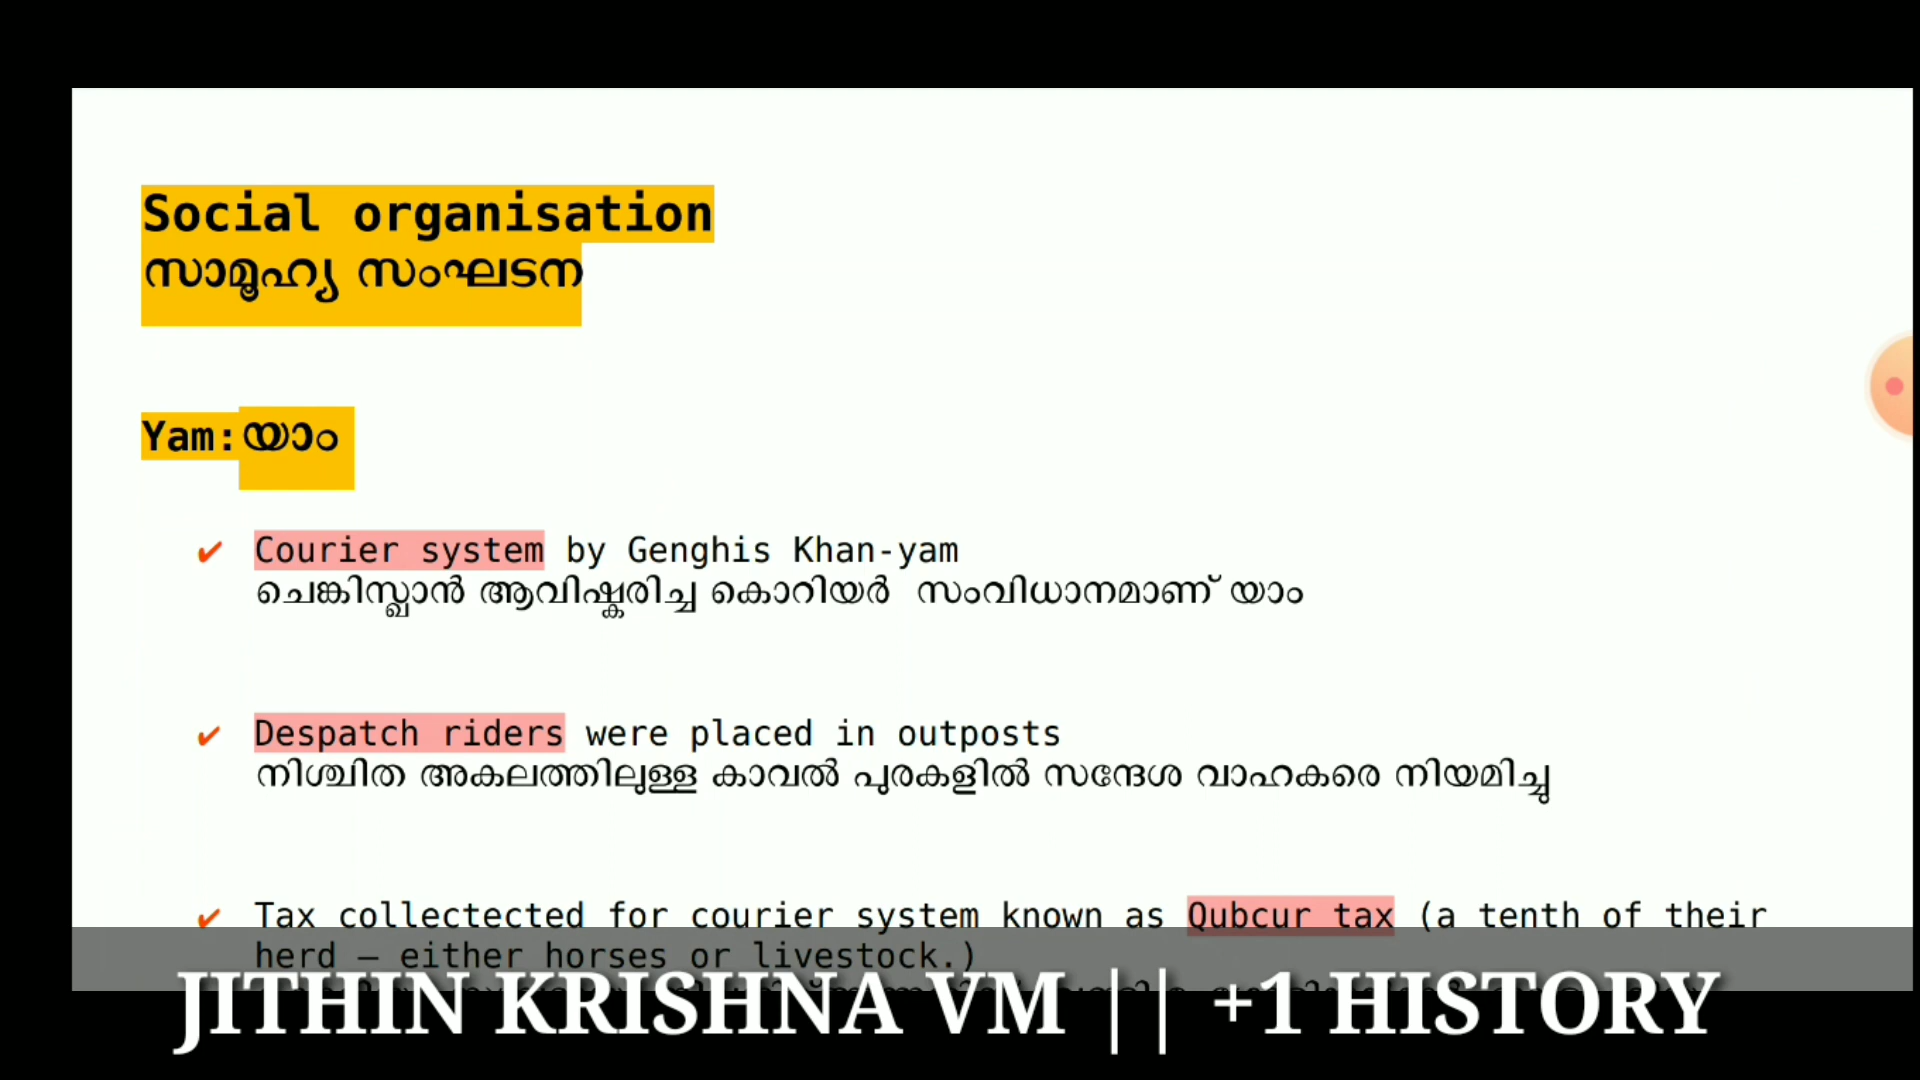 Social organisation
സാമൂഹ്യ സംഘടന
Yam:യാം
✔ Courier system by Genghis Khan-yam
ചെങ്കിസ്ഖാൻ ആവിഷ്കരിച്ച കൊറിയർ സംവിധാനമാണ് യാം
✔ Despatch riders were placed in outposts
നിശ്ചിത അകലത്തിലുള്ള കാവൽ പുരകളിൽ സന്ദേശ വാഹകരെ നിയമിച്ചു
✔ Tax collectected for courier system known as Qubcur tax (a tenth of their
herd – either horses or livestock.)
JITHIN KRISHNA VM || +1 HISTORY